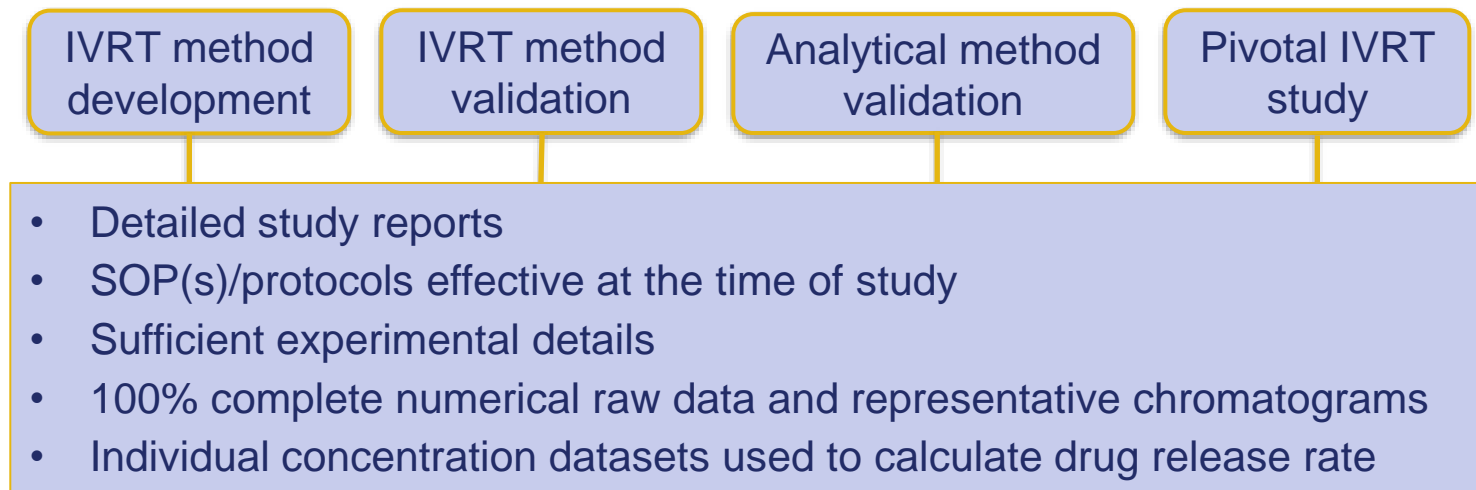 IVRT method
development
IVRT method
validation
Analytical method
validation
Pivotal IVRT
study
• Detailed study reports
• SOP(s)/protocols effective at the time of study
• Sufficient experimental details
• 100% complete numerical raw data and representative chromatograms
• Individual concentration datasets used to calculate drug release rate